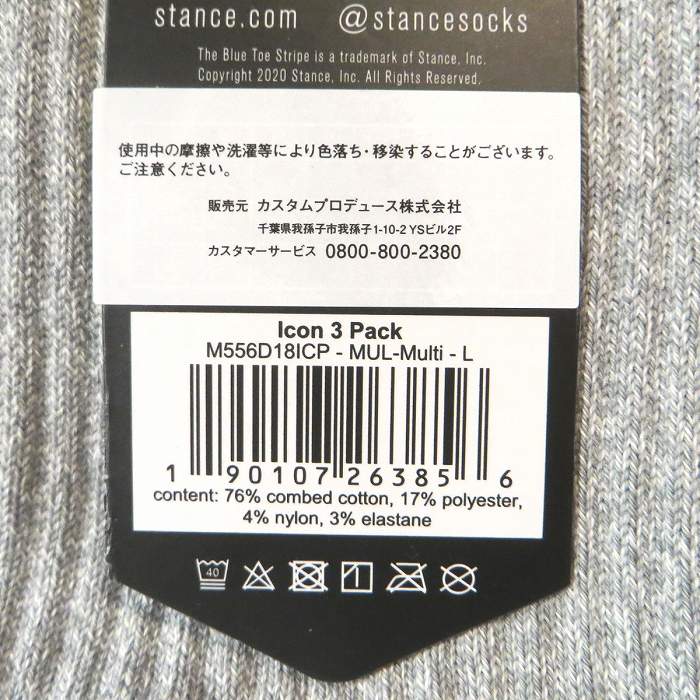 stance.com @stancesocks
The Blue Toe Stripe is a trademark of Stance, Inc.
Copyright 2020 Stance, Inc. All Rights Reserved.
使用中の摩擦や洗濯等により色落ち・移染することがございます。
ご注意ください。
販売元 カスタムプロデュース株式会社
千葉県我孫子市我孫子1-10-2 YSビル2F
カスタマーサービス 0800-800-2380
Icon 3 Pack
M556D18ICP - MUL-Multi - L
1 90107 26385 6
content: 76% combed cotton, 17% polyester,
4% nylon, 3% elastane
40